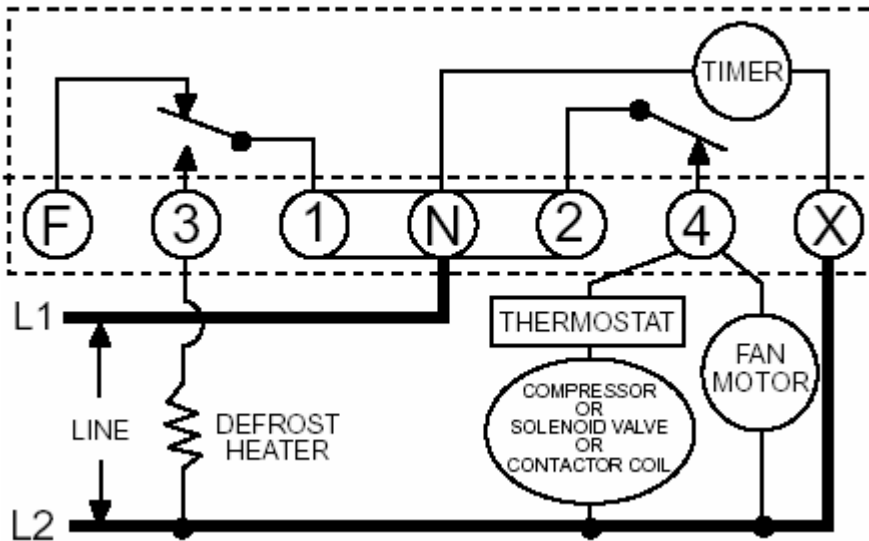 TIMER
F 3 1 N 2 4 X
L1
THERMOSTAT
FAN
MOTOR
LINE
DEFROST
HEATER
COMPRESSOR
OR
SOLENOID VALVE
OR
CONTACTOR COIL
L2